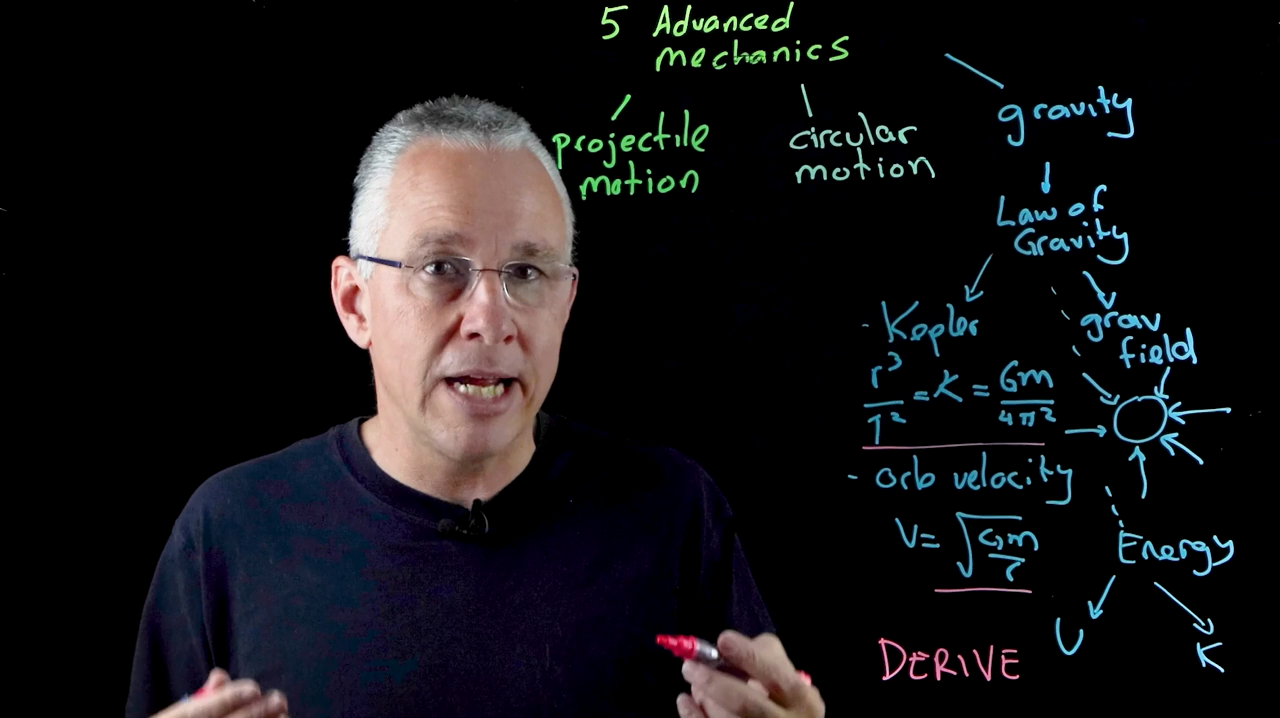 5 Advanced
mechanics
projectile
motion
circular
motion
gravity
Law of
Gravity
- Kepler
r³/T² = K = Gm/4π²
- orb velocity
V= √Gm/r
grav
field
Energy
U
K
DERIVE